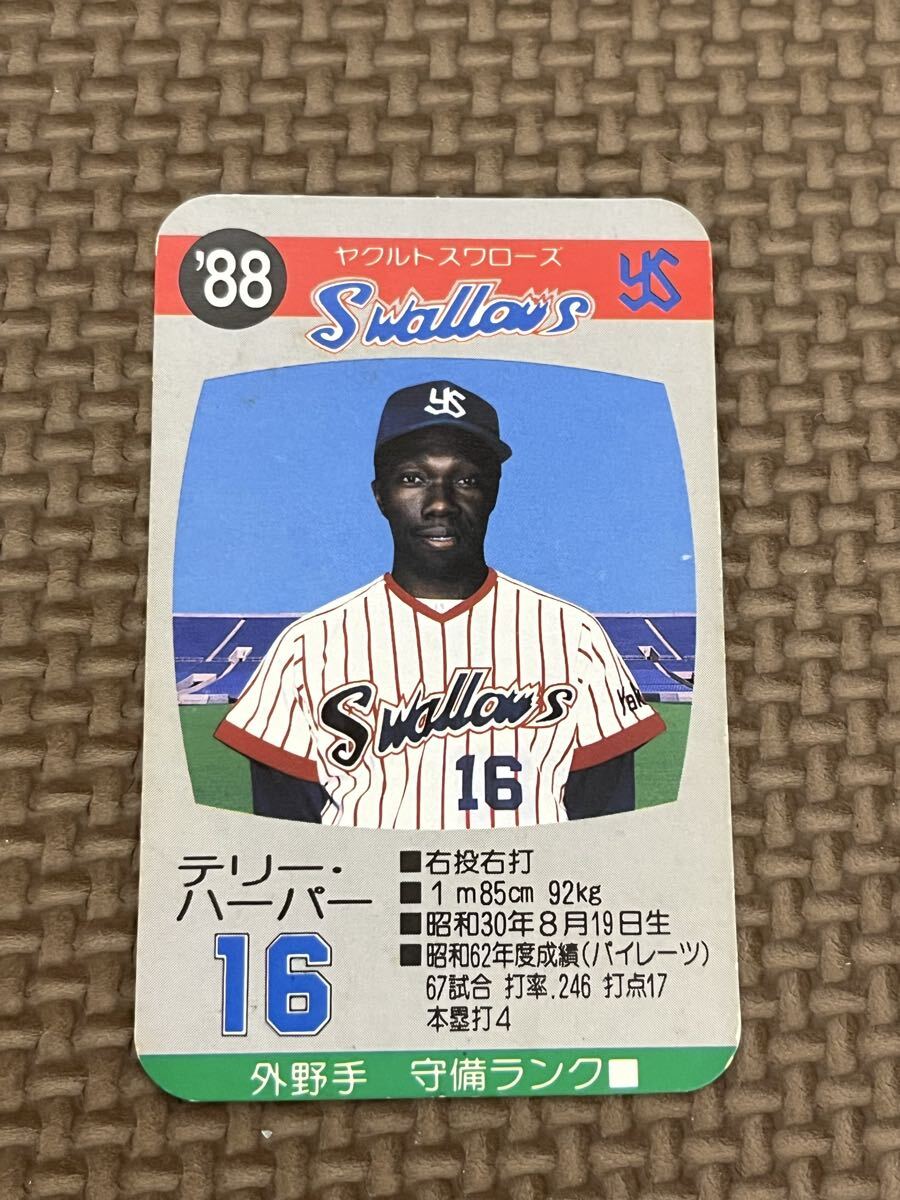 '88
ヤクルトスワローズ
Swallows
YS
YS
Swallows
16
テリー・
ハーパー
16
■右投右打
■1m85cm 92kg
■昭和30年8月19日生
■昭和62年度成績(パイレーツ)
67試合 打率.246 打点17
本塁打4
外野手 守備ランク■